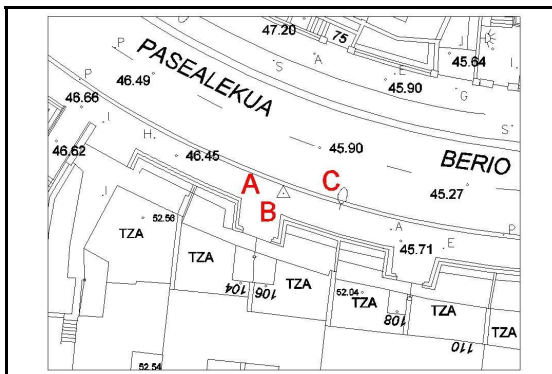 47.20
75
A
S
E
45.64
I
P
PASEALEKUA
46.49
45.90
G
S
P
46.66
I
H
46.45
45.90
BERIO
46.62
A
C
45.27
B
I
52.56
TZA
A
P
45.71
E
TZA
104
106
TZA
52.04
TZA
108
TZA
110
TZA
52.54